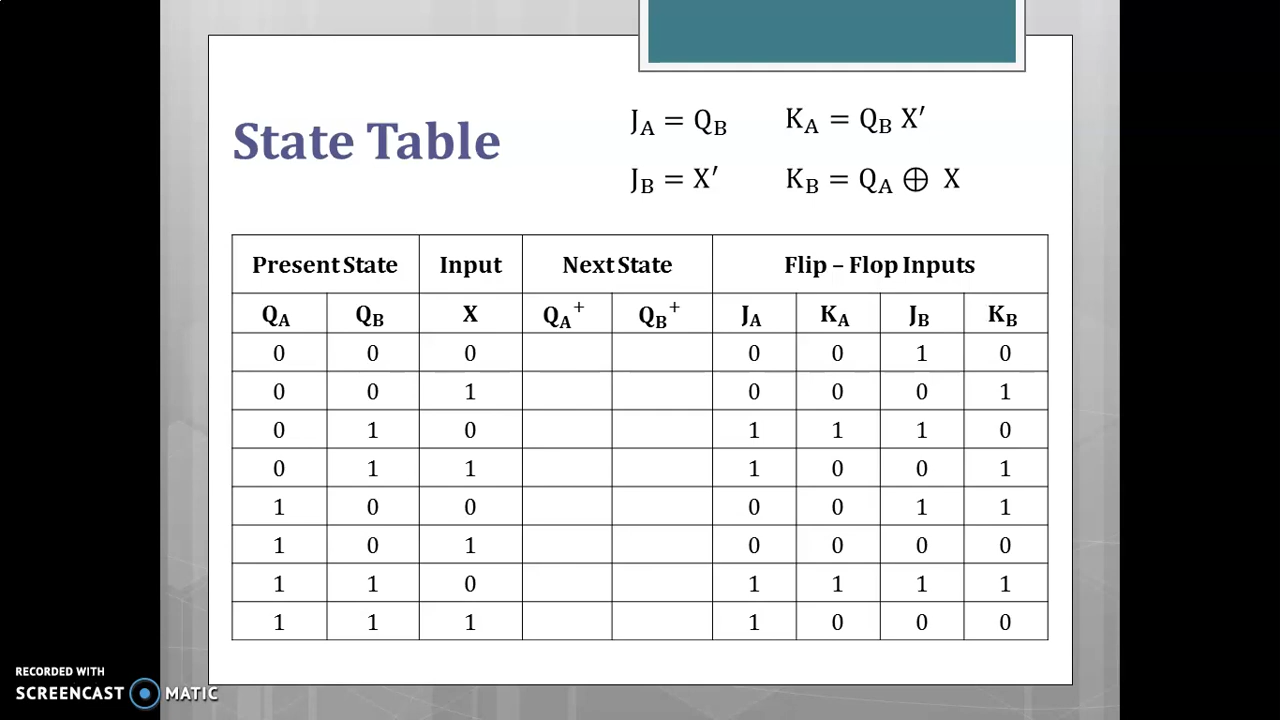 State Table
J_A = Q_B K_A = Q_B X′
J_B = X′ K_B = Q_A ⊕ X
Present State Input Next State Flip – Flop Inputs
Q_A Q_B X Q_A⁺ Q_B⁺ J_A K_A J_B K_B
0 0 0 0 0 1 0
0 0 1 0 0 0 1
0 1 0 1 1 1 0
0 1 1 1 0 0 1
1 0 0 0 0 1 1
1 0 1 0 0 0 0
1 1 0 1 1 1 1
1 1 1 1 0 0 0
RECORDED WITH
SCREENCAST MATIC